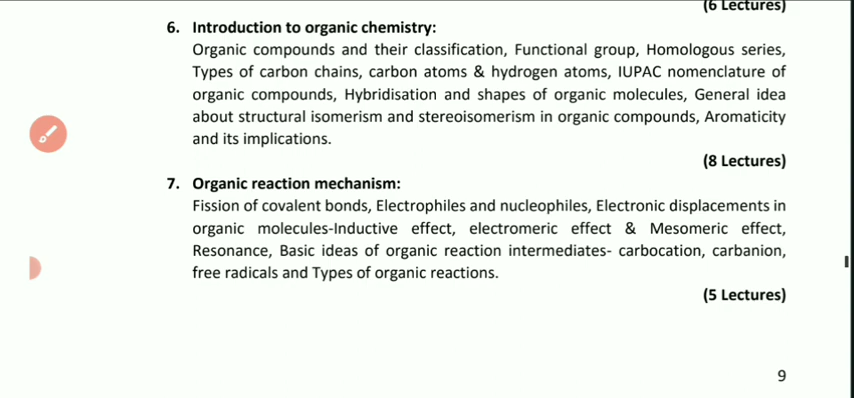 (6 Lectures)
6. Introduction to organic chemistry:
Organic compounds and their classification, Functional group, Homologous series,
Types of carbon chains, carbon atoms & hydrogen atoms, IUPAC nomenclature of
organic compounds, Hybridisation and shapes of organic molecules, General idea
about structural isomerism and stereoisomerism in organic compounds, Aromaticity
and its implications.
(8 Lectures)
7. Organic reaction mechanism:
Fission of covalent bonds, Electrophiles and nucleophiles, Electronic displacements in
organic molecules-Inductive effect, electromeric effect & Mesomeric effect,
Resonance, Basic ideas of organic reaction intermediates- carbocation, carbanion,
free radicals and Types of organic reactions.
(5 Lectures)
9